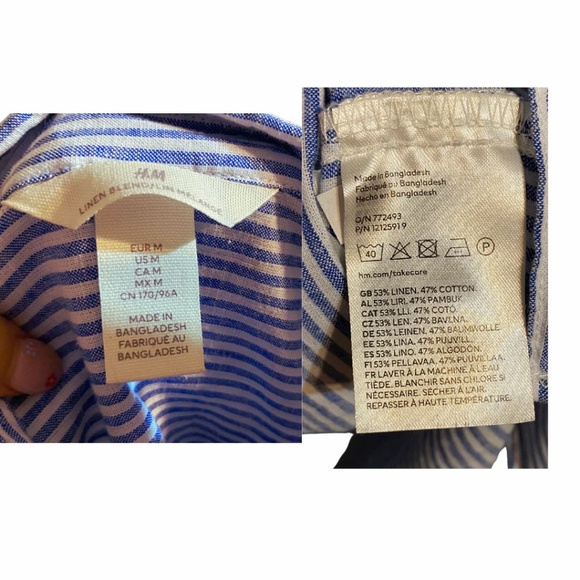 H&M
LINEN BLEND/LIN MÉLANGÉ
EUR M
US M
CA M
MX M
CN 170/96A
MADE IN
BANGLADESH
FABRIQUÉ AU
BANGLADESH
Made in Bangladesh
Fabriqué au Bangladesh
Hecho en Bangladesh
O/N 772493
P/N 12125919
40
P
hm.com/takecare
GB 53% LINEN. 47% COTTON.
AL 53% LIRI, 47% PAMBUK
CAT 53% LLI. 47% COTÓ
CZ 53% LEN, 47% BAVLNA.
DE 53% LEINEN. 47% BAUMWOLLE
EE 53% LINA. 47% PUUVILL
ES 53% LINO. 47% ALGODÓN.
FI 53% PELLAVAA, 47% PUUVILLAA
FR LAVER À LA MACHINE À L'EAU
TIÈDE, BLANCHIR SANS CHLORE SI
NÉCESSAIRE. SÉCHER À L'AIR.
REPASSER À HAUTE TEMPÉRATURE.